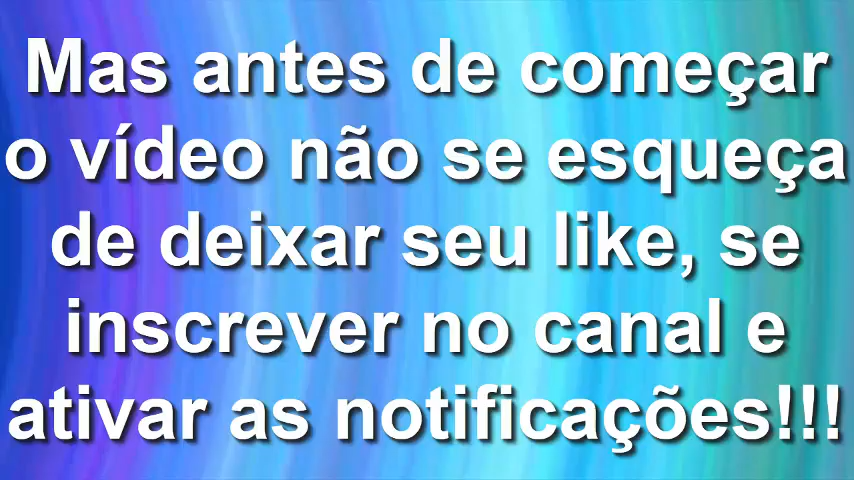 Mas antes de começar
o vídeo não se esqueça
de deixar seu like, se
inscrever no canal e
ativar as notificações!!!